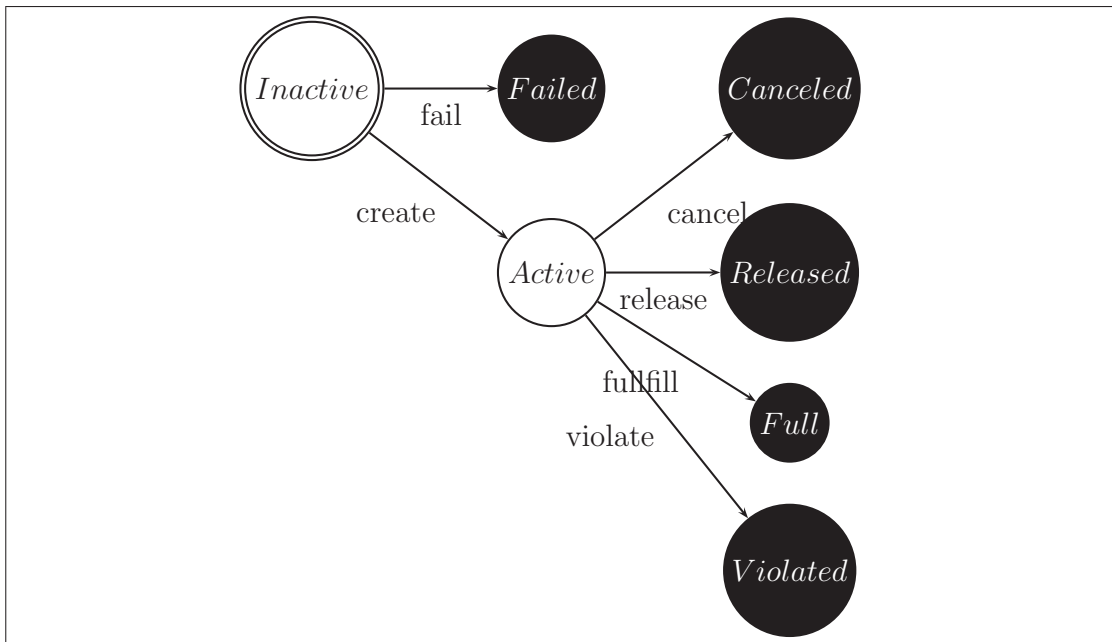 Inactive
Failed
Canceled
fail
create
cancel
Active
Released
release
fullfill
Full
violate
Violated